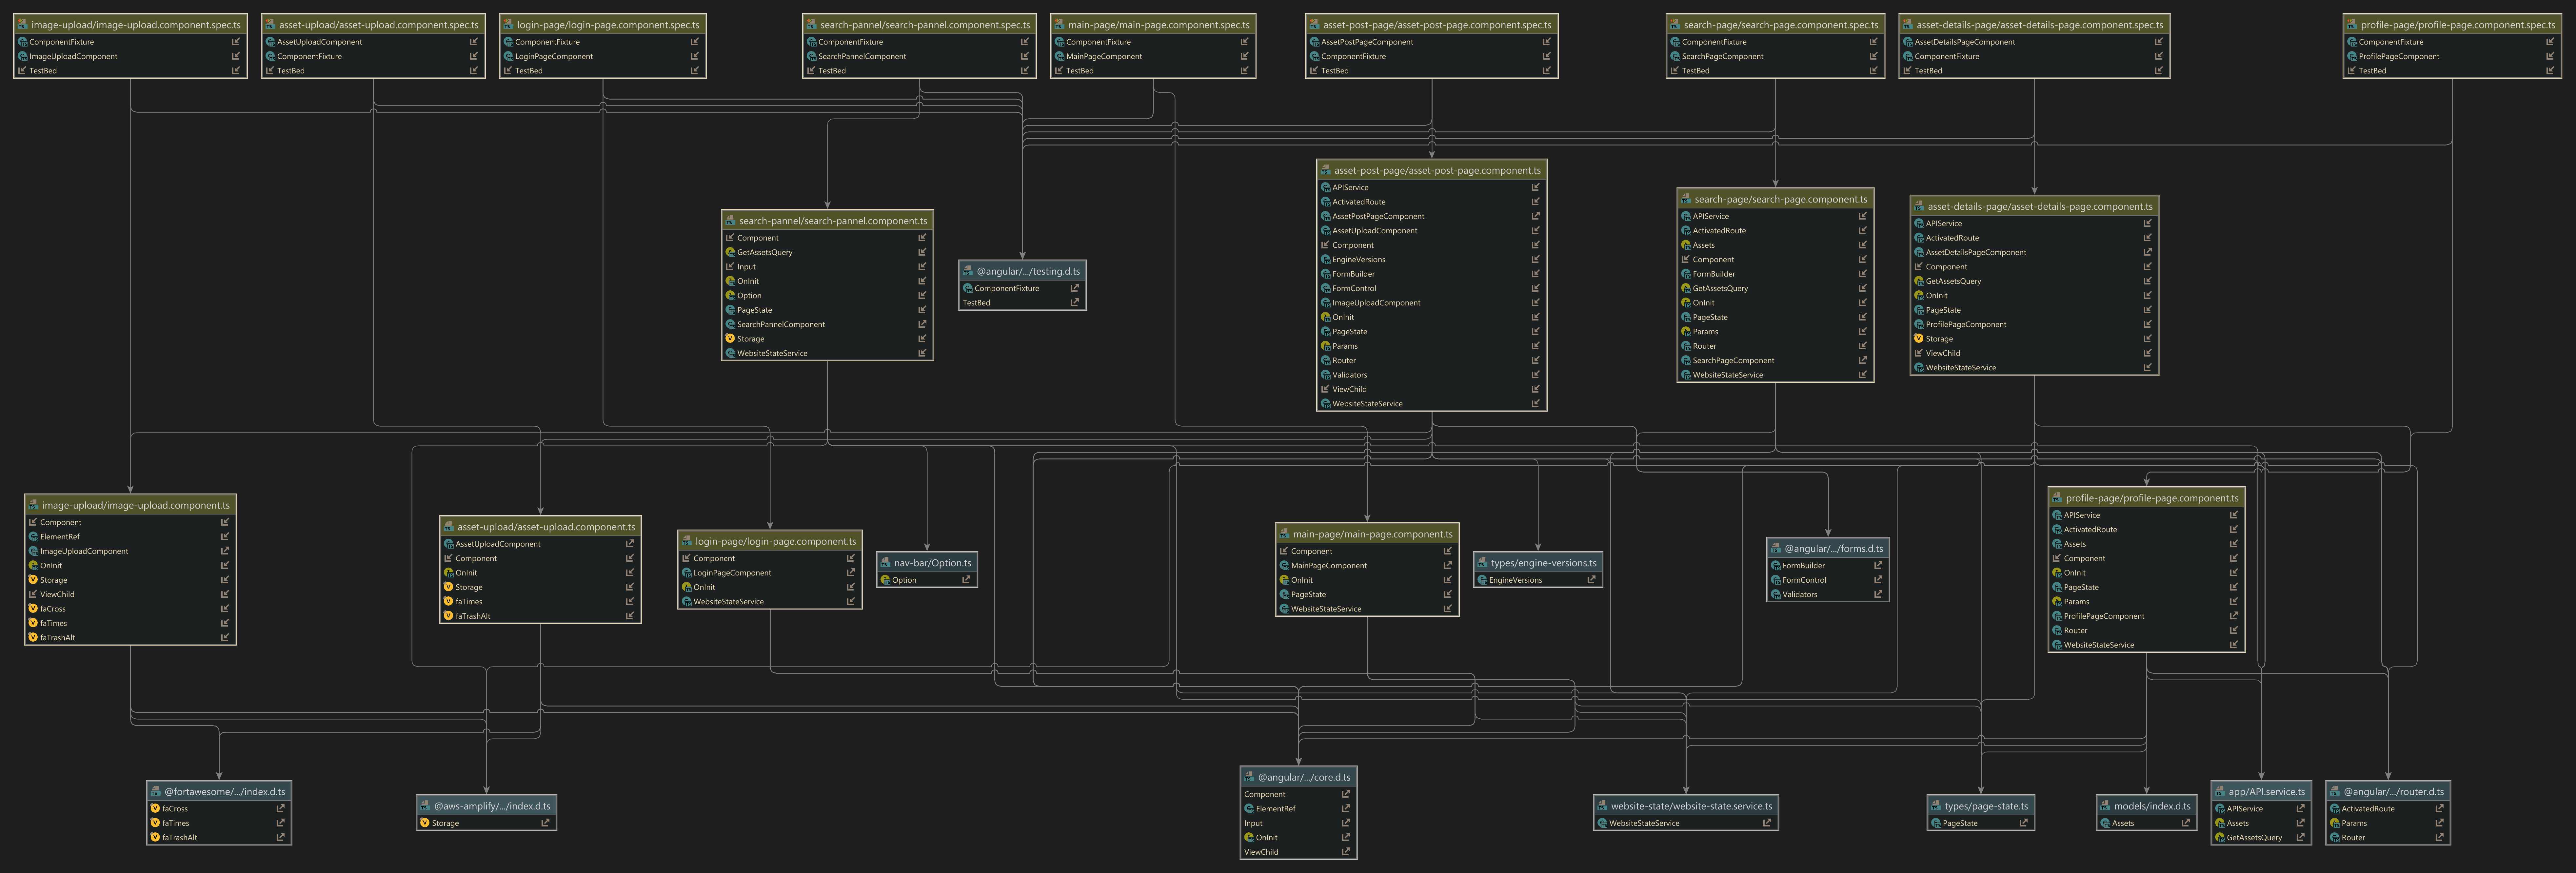 image-upload/image-upload.component.spec.ts
ComponentFixture
ImageUploadComponent
TestBed
asset-upload/asset-upload.component.spec.ts
AssetUploadComponent
ComponentFixture
TestBed
login-page/login-page.component.spec.ts
ComponentFixture
LoginPageComponent
TestBed
search-pannel/search-pannel.component.spec.ts
ComponentFixture
SearchPannelComponent
TestBed
main-page/main-page.component.spec.ts
ComponentFixture
MainPageComponent
TestBed
asset-post-page/asset-post-page.component.spec.ts
AssetPostPageComponent
ComponentFixture
TestBed
search-page/search-page.component.spec.ts
ComponentFixture
SearchPageComponent
TestBed
asset-details-page/asset-details-page.component.spec.ts
AssetDetailsPageComponent
ComponentFixture
TestBed
profile-page/profile-page.component.spec.ts
ComponentFixture
ProfilePageComponent
TestBed
search-pannel/search-pannel.component.ts
Component
GetAssetsQuery
Input
OnInit
Option
PageState
SearchPannelComponent
Storage
WebsiteStateService
@angular/.../testing.d.ts
ComponentFixture
TestBed
asset-post-page/asset-post-page.component.ts
APIService
ActivatedRoute
AssetPostPageComponent
AssetUploadComponent
Component
EngineVersions
FormBuilder
FormControl
ImageUploadComponent
OnInit
PageState
Params
Router
Validators
ViewChild
WebsiteStateService
search-page/search-page.component.ts
APIService
ActivatedRoute
Assets
Component
FormBuilder
GetAssetsQuery
OnInit
PageState
Params
Router
SearchPageComponent
WebsiteStateService
asset-details-page/asset-details-page.component.ts
APIService
ActivatedRoute
AssetDetailsPageComponent
Component
GetAssetsQuery
OnInit
PageState
ProfilePageComponent
Storage
ViewChild
WebsiteStateService
image-upload/image-upload.component.ts
Component
ElementRef
ImageUploadComponent
OnInit
Storage
ViewChild
faCross
faTimes
faTrashAlt
asset-upload/asset-upload.component.ts
AssetUploadComponent
Component
OnInit
Storage
faTimes
faTrashAlt
login-page/login-page.component.ts
Component
LoginPageComponent
OnInit
WebsiteStateService
nav-bar/Option.ts
Option
main-page/main-page.component.ts
Component
MainPageComponent
OnInit
PageState
WebsiteStateService
types/engine-versions.ts
EngineVersions
@angular/.../forms.d.ts
FormBuilder
FormControl
Validators
profile-page/profile-page.component.ts
APIService
ActivatedRoute
Assets
Component
OnInit
PageState
Params
ProfilePageComponent
Router
WebsiteStateService
@fortawesome/.../index.d.ts
faCross
faTimes
faTrashAlt
@aws-amplify/.../index.d.ts
Storage
@angular/.../core.d.ts
Component
ElementRef
Input
OnInit
ViewChild
website-state/website-state.service.ts
WebsiteStateService
types/page-state.ts
PageState
models/index.d.ts
Assets
app/API.service.ts
APIService
Assets
GetAssetsQuery
@angular/.../router.d.ts
ActivatedRoute
Params
Router